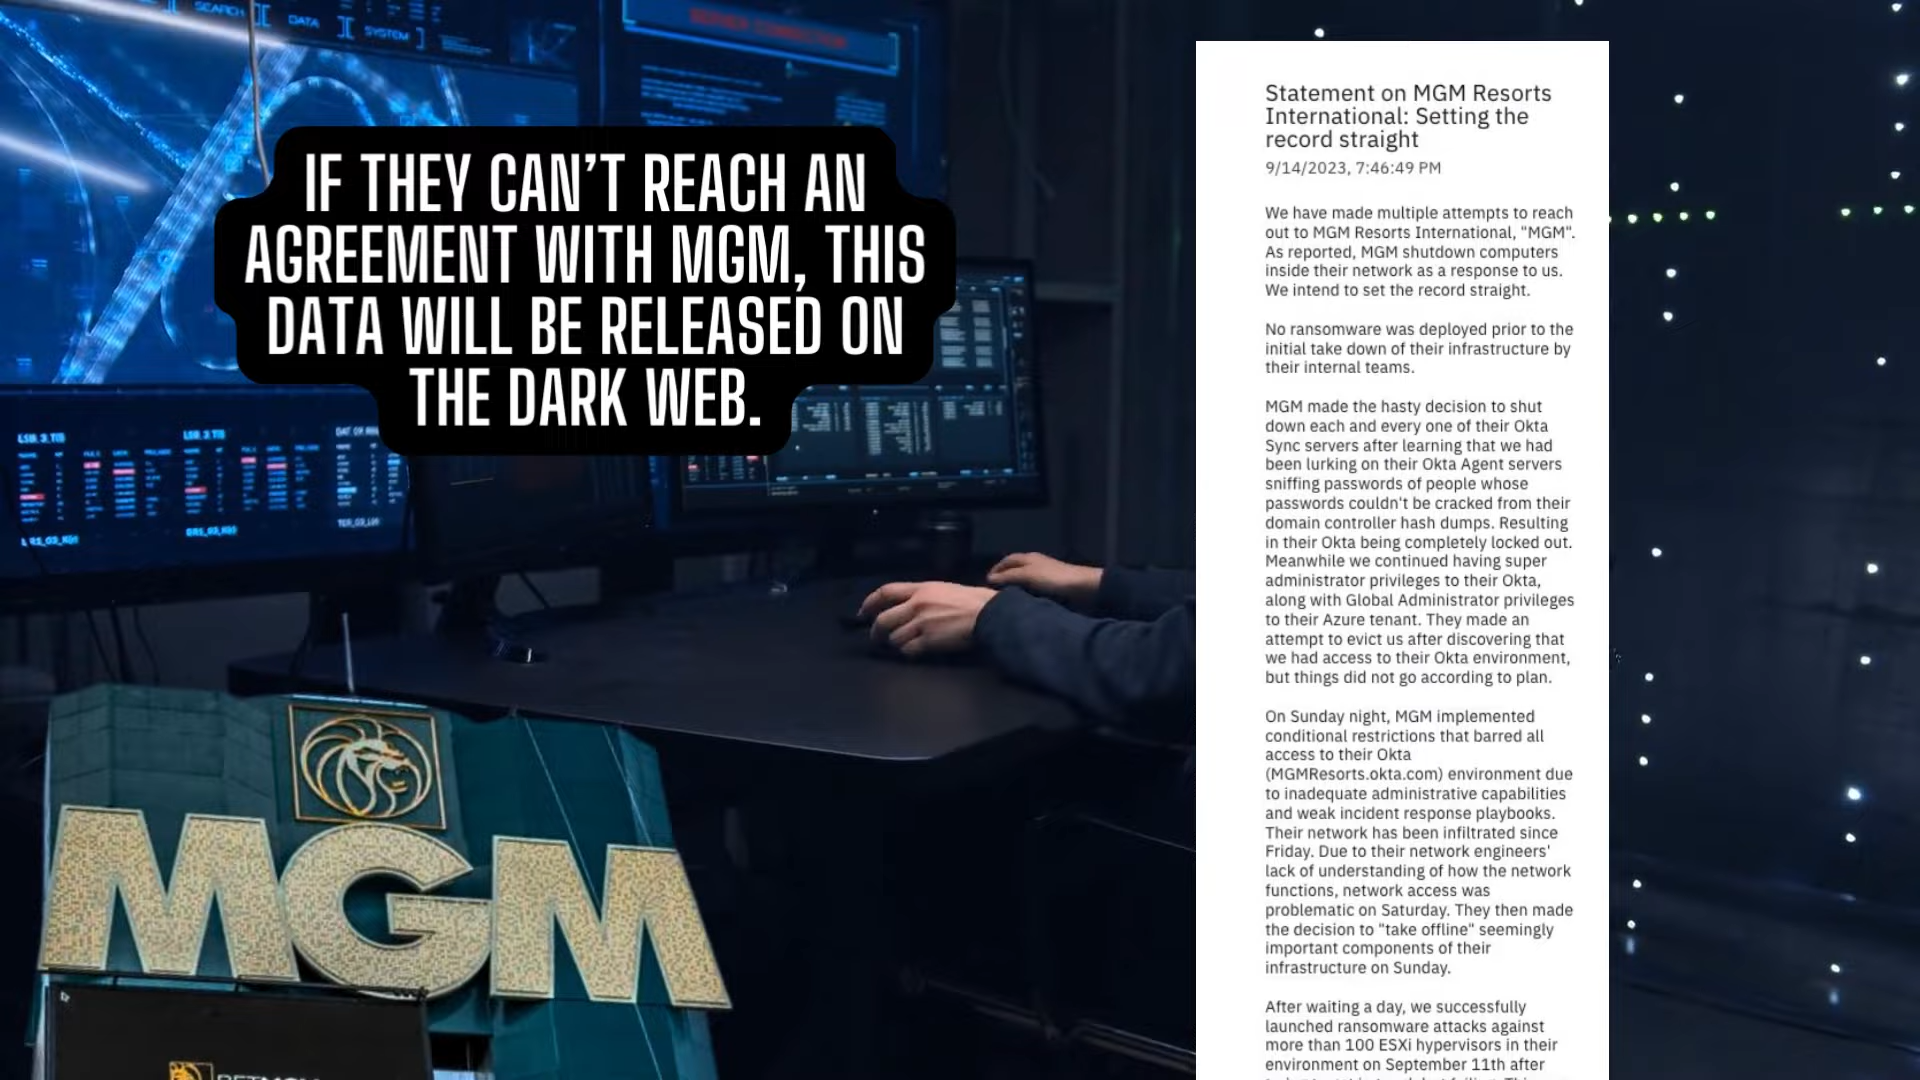 SEARCH
DATA
SYSTEM
IF THEY CAN’T REACH AN
AGREEMENT WITH MGM, THIS
DATA WILL BE RELEASED ON
THE DARK WEB.
MGM
Statement on MGM Resorts
International: Setting the
record straight
9/14/2023, 7:46:49 PM
We have made multiple attempts to reach
out to MGM Resorts International, "MGM".
As reported, MGM shutdown computers
inside their network as a response to us.
We intend to set the record straight.
No ransomware was deployed prior to the
initial take down of their infrastructure by
their internal teams.
MGM made the hasty decision to shut
down each and every one of their Okta
Sync servers after learning that we had
been lurking on their Okta Agent servers
sniffing passwords of people whose
passwords couldn't be cracked from their
domain controller hash dumps. Resulting
in their Okta being completely locked out.
Meanwhile we continued having super
administrator privileges to their Okta,
along with Global Administrator privileges
to their Azure tenant. They made an
attempt to evict us after discovering that
we had access to their Okta environment,
but things did not go according to plan.
On Sunday night, MGM implemented
conditional restrictions that barred all
access to their Okta
(MGMResorts.okta.com) environment due
to inadequate administrative capabilities
and weak incident response playbooks.
Their network has been infiltrated since
Friday. Due to their network engineers'
lack of understanding of how the network
functions, network access was
problematic on Saturday. They then made
the decision to "take offline" seemingly
important components of their
infrastructure on Sunday.
After waiting a day, we successfully
launched ransomware attacks against
more than 100 ESXi hypervisors in their
environment on September 11th after